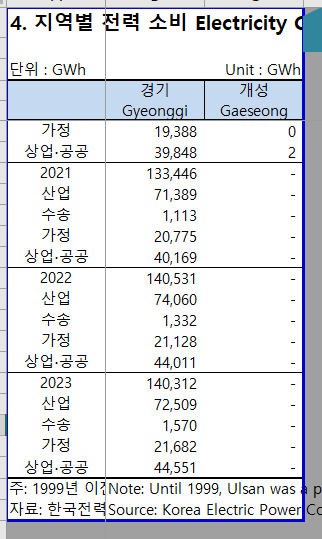 4. 지역별 전력 소비 Electricity
단위 : GWh Unit : GWh
경기 개성
Gyeonggi Gaeseong
가정 19,388 0
상업·공공 39,848 2
2021 133,446 -
산업 71,389 -
수송 1,113 -
가정 20,775 -
상업·공공 40,169 -
2022 140,531 -
산업 74,060 -
수송 1,332 -
가정 21,128 -
상업·공공 44,011 -
2023 140,312 -
산업 72,509 -
수송 1,570 -
가정 21,682 -
상업·공공 44,551 -
주: 1999년 이전 Note: Until 1999, Ulsan was a p
자료: 한국전력 Source: Korea Electric Power Co